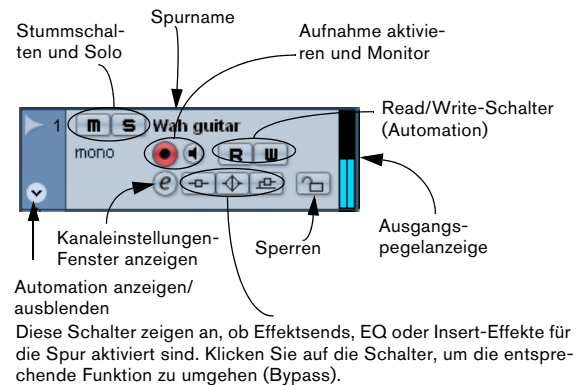 Spurname
Stummschal-
ten und Solo
Aufnahme aktivie-
ren und Monitor
1 m S Wah guitar
mono
R W
e
Read/Write-Schalter
(Automation)
Kanaleinstellungen-
Fenster anzeigen
Sperren
Ausgangs-
pegelanzeige
Automation anzeigen/
ausblenden
Diese Schalter zeigen an, ob Effektsends, EQ oder Insert-Effekte für
die Spur aktiviert sind. Klicken Sie auf die Schalter, um die entspre-
chende Funktion zu umgehen (Bypass).